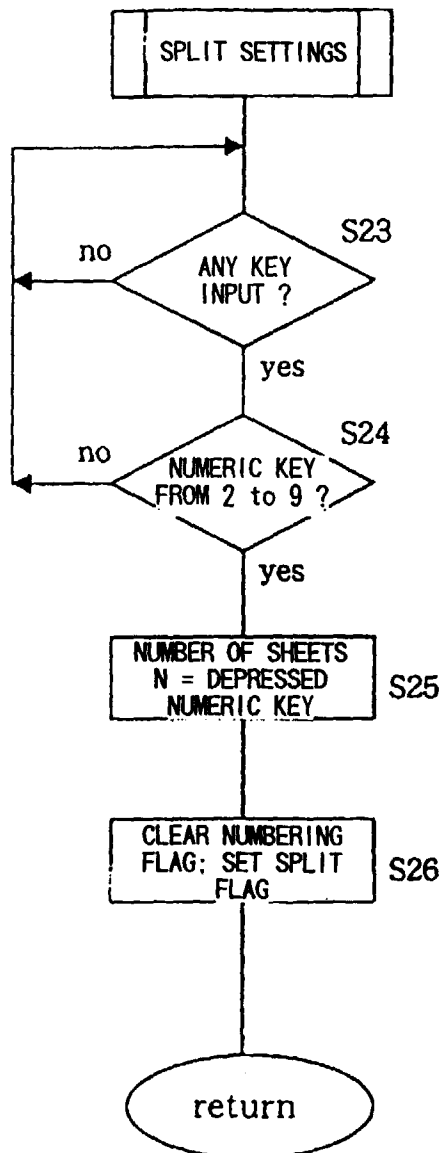 SPLIT SETTINGS
S23
no
ANY KEY
INPUT ?
yes
S24
no
NUMERIC KEY
FROM 2 to 9 ?
yes
NUMBER OF SHEETS
N = DEPRESSED
NUMERIC KEY
S25
CLEAR NUMBERING
FLAG; SET SPLIT
FLAG
S26
return